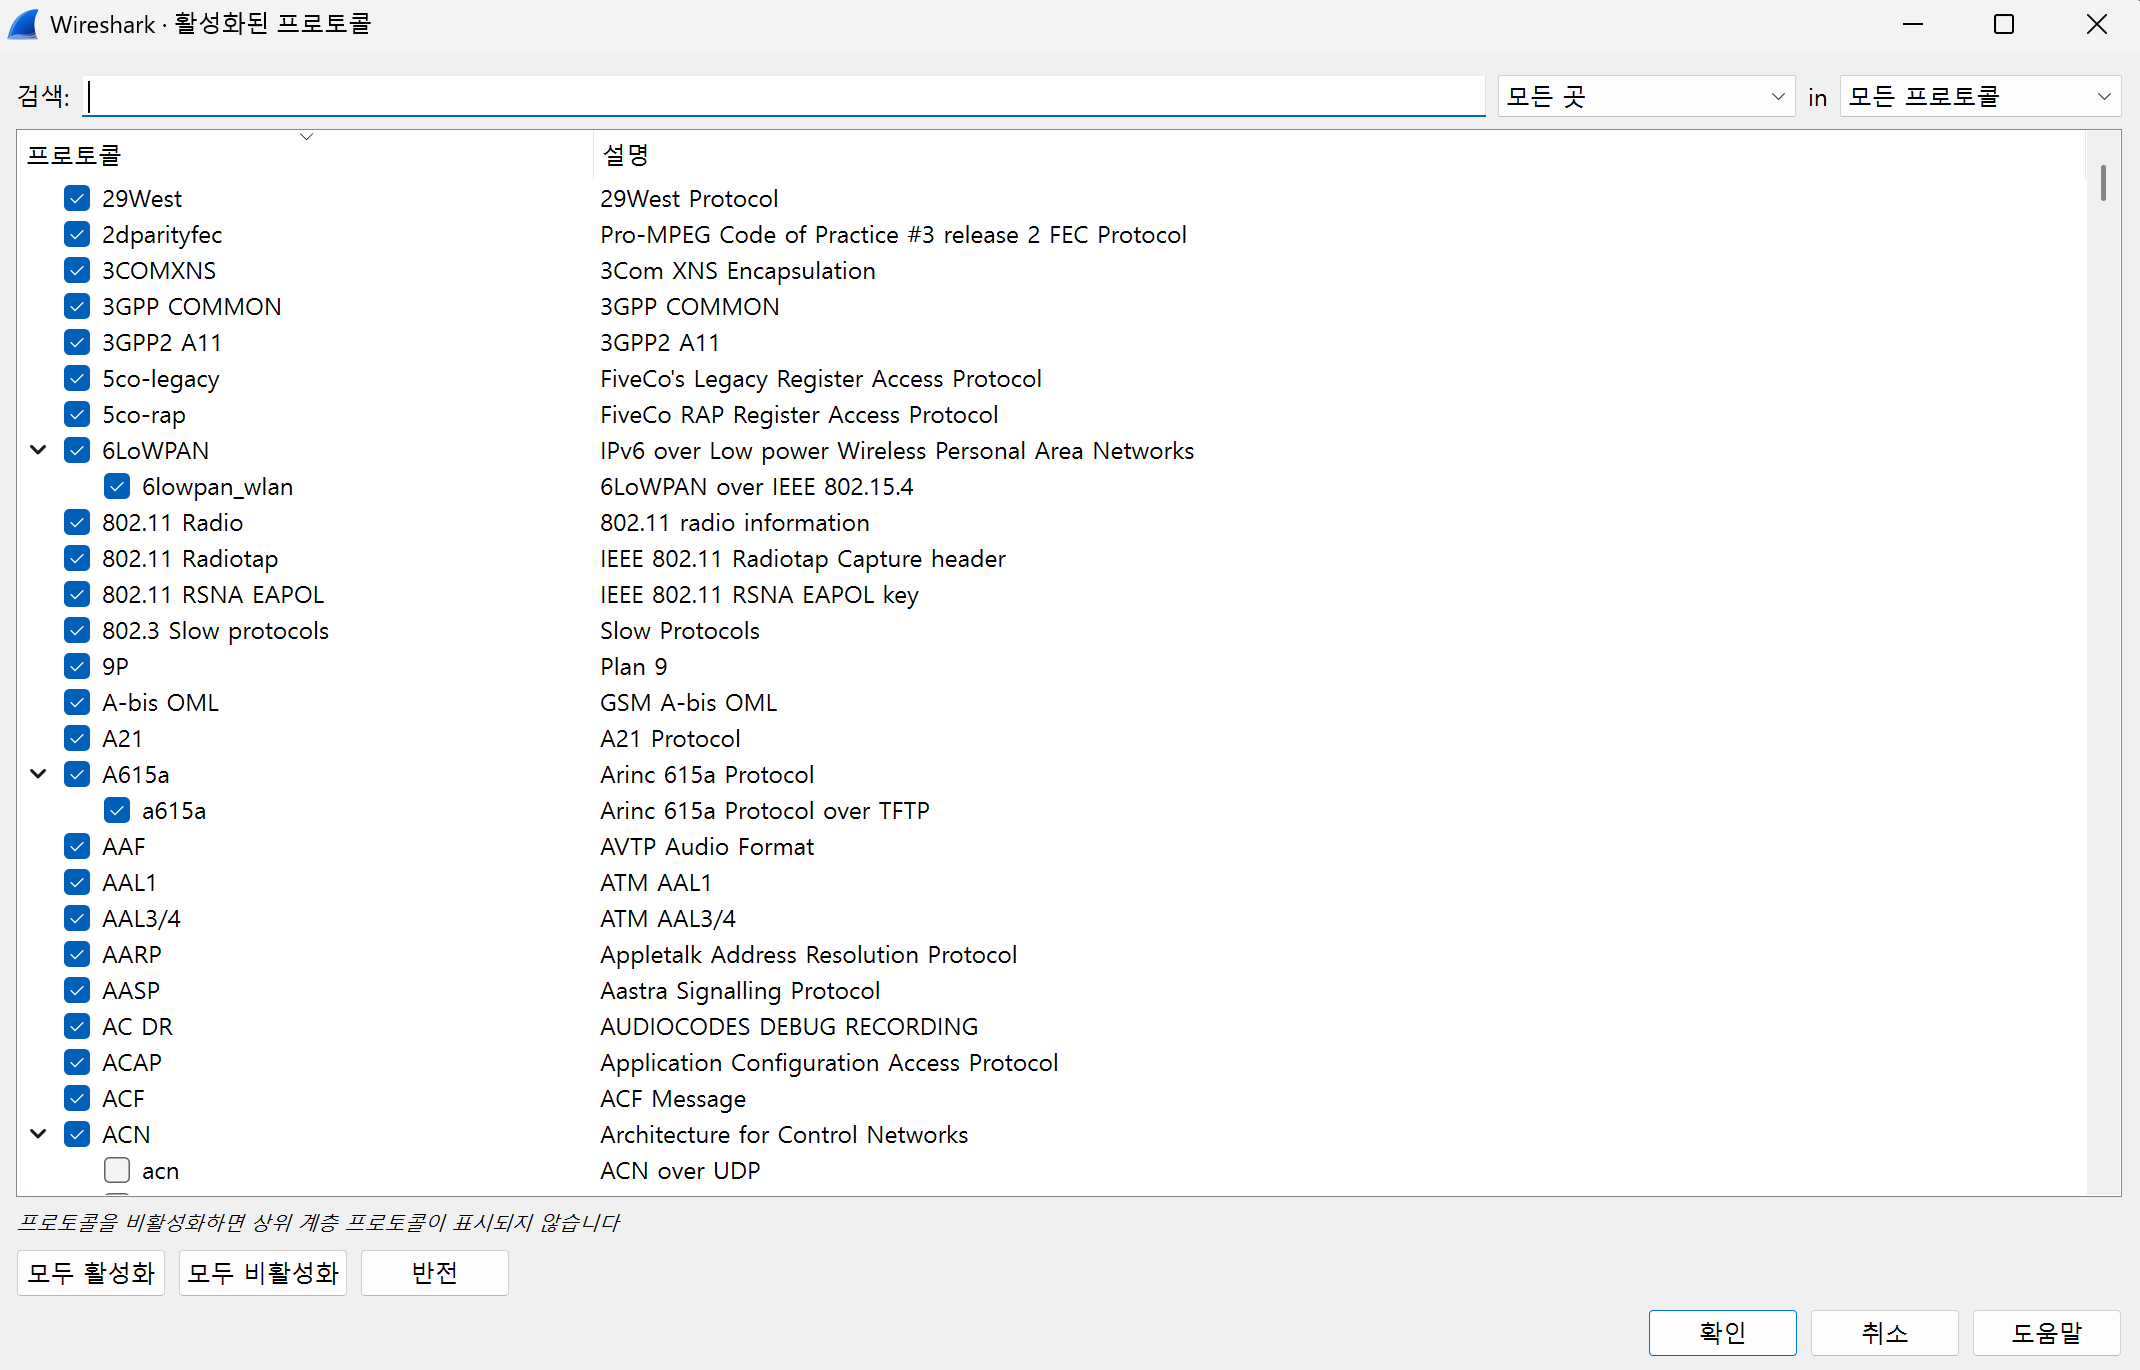 Wireshark · 활성화된 프로토콜
검색: 모든 곳 in 모든 프로토콜
프로토콜 설명
29West 29West Protocol
2dparityfec Pro-MPEG Code of Practice #3 release 2 FEC Protocol
3COMXNS 3Com XNS Encapsulation
3GPP COMMON 3GPP COMMON
3GPP2 A11 3GPP2 A11
5co-legacy FiveCo's Legacy Register Access Protocol
5co-rap FiveCo RAP Register Access Protocol
6LoWPAN IPv6 over Low power Wireless Personal Area Networks
6lowpan_wlan 6LoWPAN over IEEE 802.15.4
802.11 Radio 802.11 radio information
802.11 Radiotap IEEE 802.11 Radiotap Capture header
802.11 RSNA EAPOL IEEE 802.11 RSNA EAPOL key
802.3 Slow protocols Slow Protocols
9P Plan 9
A-bis OML GSM A-bis OML
A21 A21 Protocol
A615a Arinc 615a Protocol
a615a Arinc 615a Protocol over TFTP
AAF AVTP Audio Format
AAL1 ATM AAL1
AAL3/4 ATM AAL3/4
AARP Appletalk Address Resolution Protocol
AASP Aastra Signalling Protocol
AC DR AUDIOCODES DEBUG RECORDING
ACAP Application Configuration Access Protocol
ACF ACF Message
ACN Architecture for Control Networks
acn ACN over UDP
프로토콜을 비활성화하면 상위 계층 프로토콜이 표시되지 않습니다
모두 활성화 모두 비활성화 반전
확인 취소 도움말